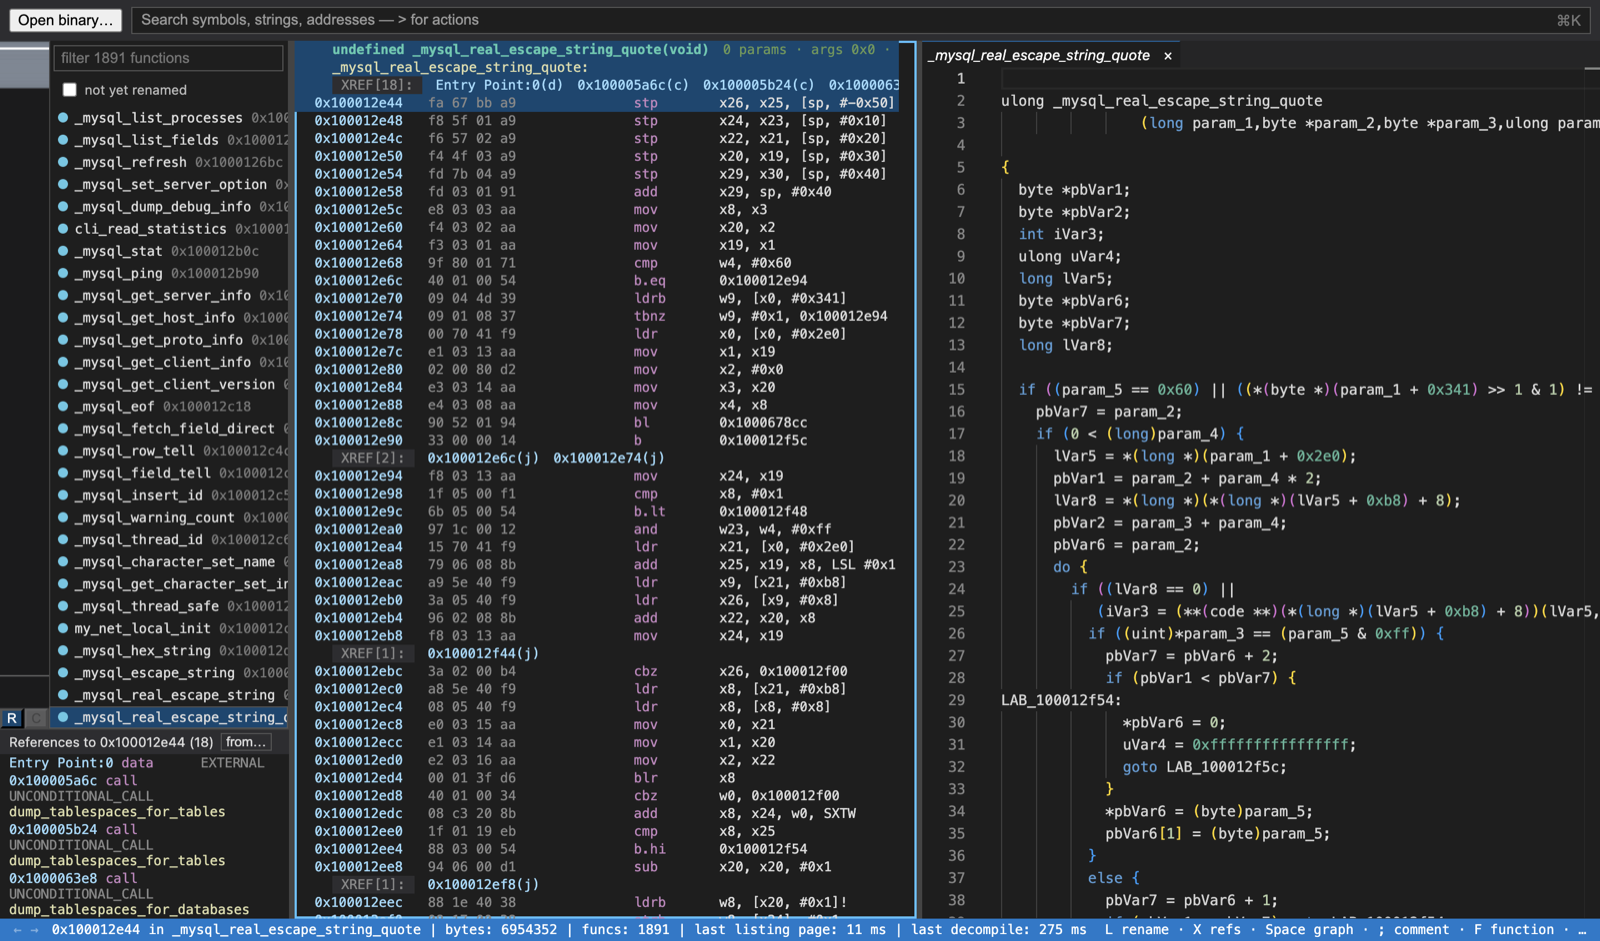 Open binary...
Search symbols, strings, addresses — > for actions
⌘K
filter 1891 functions
not yet renamed
_mysql_list_processes 0x100
_mysql_list_fields 0x100012
_mysql_refresh 0x1000126bc
_mysql_set_server_option 0x
_mysql_dump_debug_info 0x10
cli_read_statistics 0x10001
_mysql_stat 0x100012b0c
_mysql_ping 0x100012b90
_mysql_get_server_info 0x10
_mysql_get_host_info 0x1000
_mysql_get_proto_info 0x100
_mysql_get_client_info 0x10
_mysql_get_client_version 0
_mysql_eof 0x100012c18
_mysql_fetch_field_direct 0
_mysql_row_tell 0x100012c4c
_mysql_field_tell 0x100012c
_mysql_insert_id 0x100012c5
_mysql_warning_count 0x1000
_mysql_thread_id 0x100012c6
_mysql_character_set_name 0
_mysql_get_character_set_in
_mysql_thread_safe 0x100012
my_net_local_init 0x100012c
_mysql_hex_string 0x100012d
_mysql_escape_string 0x1000
_mysql_real_escape_string 0
_mysql_real_escape_string_q
R C
References to 0x100012e44 (18) from...
Entry Point:0 data EXTERNAL
0x100005a6c call
UNCONDITIONAL_CALL
dump_tablespaces_for_tables
0x100005b24 call
UNCONDITIONAL_CALL
dump_tablespaces_for_tables
0x1000063e8 call
UNCONDITIONAL_CALL
dump_tablespaces_for_databases
undefined _mysql_real_escape_string_quote(void) 0 params · args 0x0 ·
_mysql_real_escape_string_quote:
XREF[18]: Entry Point:0(d) 0x100005a6c(c) 0x100005b24(c) 0x1000063
0x100012e44 fa 67 bb a9 stp x26, x25, [sp, #-0x50]
0x100012e48 f8 5f 01 a9 stp x24, x23, [sp, #0x10]
0x100012e4c f6 57 02 a9 stp x22, x21, [sp, #0x20]
0x100012e50 f4 4f 03 a9 stp x20, x19, [sp, #0x30]
0x100012e54 fd 7b 04 a9 stp x29, x30, [sp, #0x40]
0x100012e58 fd 03 01 91 add x29, sp, #0x40
0x100012e5c e8 03 03 aa mov x8, x3
0x100012e60 f4 03 02 aa mov x20, x2
0x100012e64 f3 03 01 aa mov x19, x1
0x100012e68 9f 80 01 71 cmp w4, #0x60
0x100012e6c 40 01 00 54 b.eq 0x100012e94
0x100012e70 09 04 4d 39 ldrb w9, [x0, #0x341]
0x100012e74 09 01 08 37 tbnz w9, #0x1, 0x100012e94
0x100012e78 00 70 41 f9 ldr x0, [x0, #0x2e0]
0x100012e7c e1 03 13 aa mov x1, x19
0x100012e80 02 00 80 d2 mov x2, #0x0
0x100012e84 e3 03 14 aa mov x3, x20
0x100012e88 e4 03 08 aa mov x4, x8
0x100012e8c 90 52 01 94 bl 0x1000678cc
0x100012e90 33 00 00 14 b 0x100012f5c
XREF[2]: 0x100012e6c(j) 0x100012e74(j)
0x100012e94 f8 03 13 aa mov x24, x19
0x100012e98 1f 05 00 f1 cmp x8, #0x1
0x100012e9c 6b 05 00 54 b.lt 0x100012f48
0x100012ea0 97 1c 00 12 and w23, w4, #0xff
0x100012ea4 15 70 41 f9 ldr x21, [x0, #0x2e0]
0x100012ea8 79 06 08 8b add x25, x19, x8, LSL #0x1
0x100012eac a9 5e 40 f9 ldr x9, [x21, #0xb8]
0x100012eb0 3a 05 40 f9 ldr x26, [x9, #0x8]
0x100012eb4 96 02 08 8b add x22, x20, x8
0x100012eb8 f8 03 13 aa mov x24, x19
XREF[1]: 0x100012f44(j)
0x100012ebc 3a 02 00 b4 cbz x26, 0x100012f00
0x100012ec0 a8 5e 40 f9 ldr x8, [x21, #0xb8]
0x100012ec4 08 05 40 f9 ldr x8, [x8, #0x8]
0x100012ec8 e0 03 15 aa mov x0, x21
0x100012ecc e1 03 14 aa mov x1, x20
0x100012ed0 e2 03 16 aa mov x2, x22
0x100012ed4 00 01 3f d6 blr x8
0x100012ed8 40 01 00 34 cbz w0, 0x100012f00
0x100012edc 08 c3 20 8b add x8, x24, w0, SXTW
0x100012ee0 1f 01 19 eb cmp x8, x25
0x100012ee4 88 03 00 54 b.hi 0x100012f54
0x100012ee8 94 06 00 d1 sub x20, x20, #0x1
XREF[1]: 0x100012ef8(j)
0x100012eec 88 1e 40 38 ldrb w8, [x20, #0x1]!
_mysql_real_escape_string_quote ×
1
2 ulong _mysql_real_escape_string_quote
3 (long param_1,byte *param_2,byte *param_3,ulong param
4
5 {
6 byte *pbVar1;
7 byte *pbVar2;
8 int iVar3;
9 ulong uVar4;
10 long lVar5;
11 byte *pbVar6;
12 byte *pbVar7;
13 long lVar8;
14
15 if ((param_5 == 0x60) || ((*(byte *)(param_1 + 0x341) >> 1 & 1) !=
16 pbVar7 = param_2;
17 if (0 < (long)param_4) {
18 lVar5 = *(long *)(param_1 + 0x2e0);
19 pbVar1 = param_2 + param_4 * 2;
20 lVar8 = *(long *)(*(long *)(lVar5 + 0xb8) + 8);
21 pbVar2 = param_3 + param_4;
22 pbVar6 = param_2;
23 do {
24 if ((lVar8 == 0) ||
25 (iVar3 = (**(code **)(*(long *)(lVar5 + 0xb8) + 8))(lVar5,
26 if ((uint)*param_3 == (param_5 & 0xff)) {
27 pbVar7 = pbVar6 + 2;
28 if (pbVar1 < pbVar7) {
29 LAB_100012f54:
30 *pbVar6 = 0;
31 uVar4 = 0xffffffffffffffff;
32 goto LAB_100012f5c;
33 }
34 *pbVar6 = (byte)param_5;
35 pbVar6[1] = (byte)param_5;
36 }
37 else {
38 pbVar7 = pbVar6 + 1;
← → 0x100012e44 in _mysql_real_escape_string_quote | bytes: 6954352 | funcs: 1891 | last listing page: 11 ms | last decompile: 275 ms L rename · X refs · Space graph · ; comment · F function · …